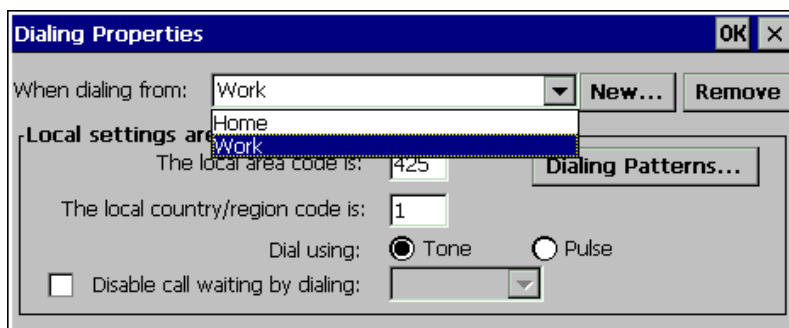 Dialing Properties OK ×
When dialing from: Work New... Remove
Home
Work
Local settings are
The local area code is: 425 Dialing Patterns...
The local country/region code is: 1
Dial using: Tone Pulse
Disable call waiting by dialing: